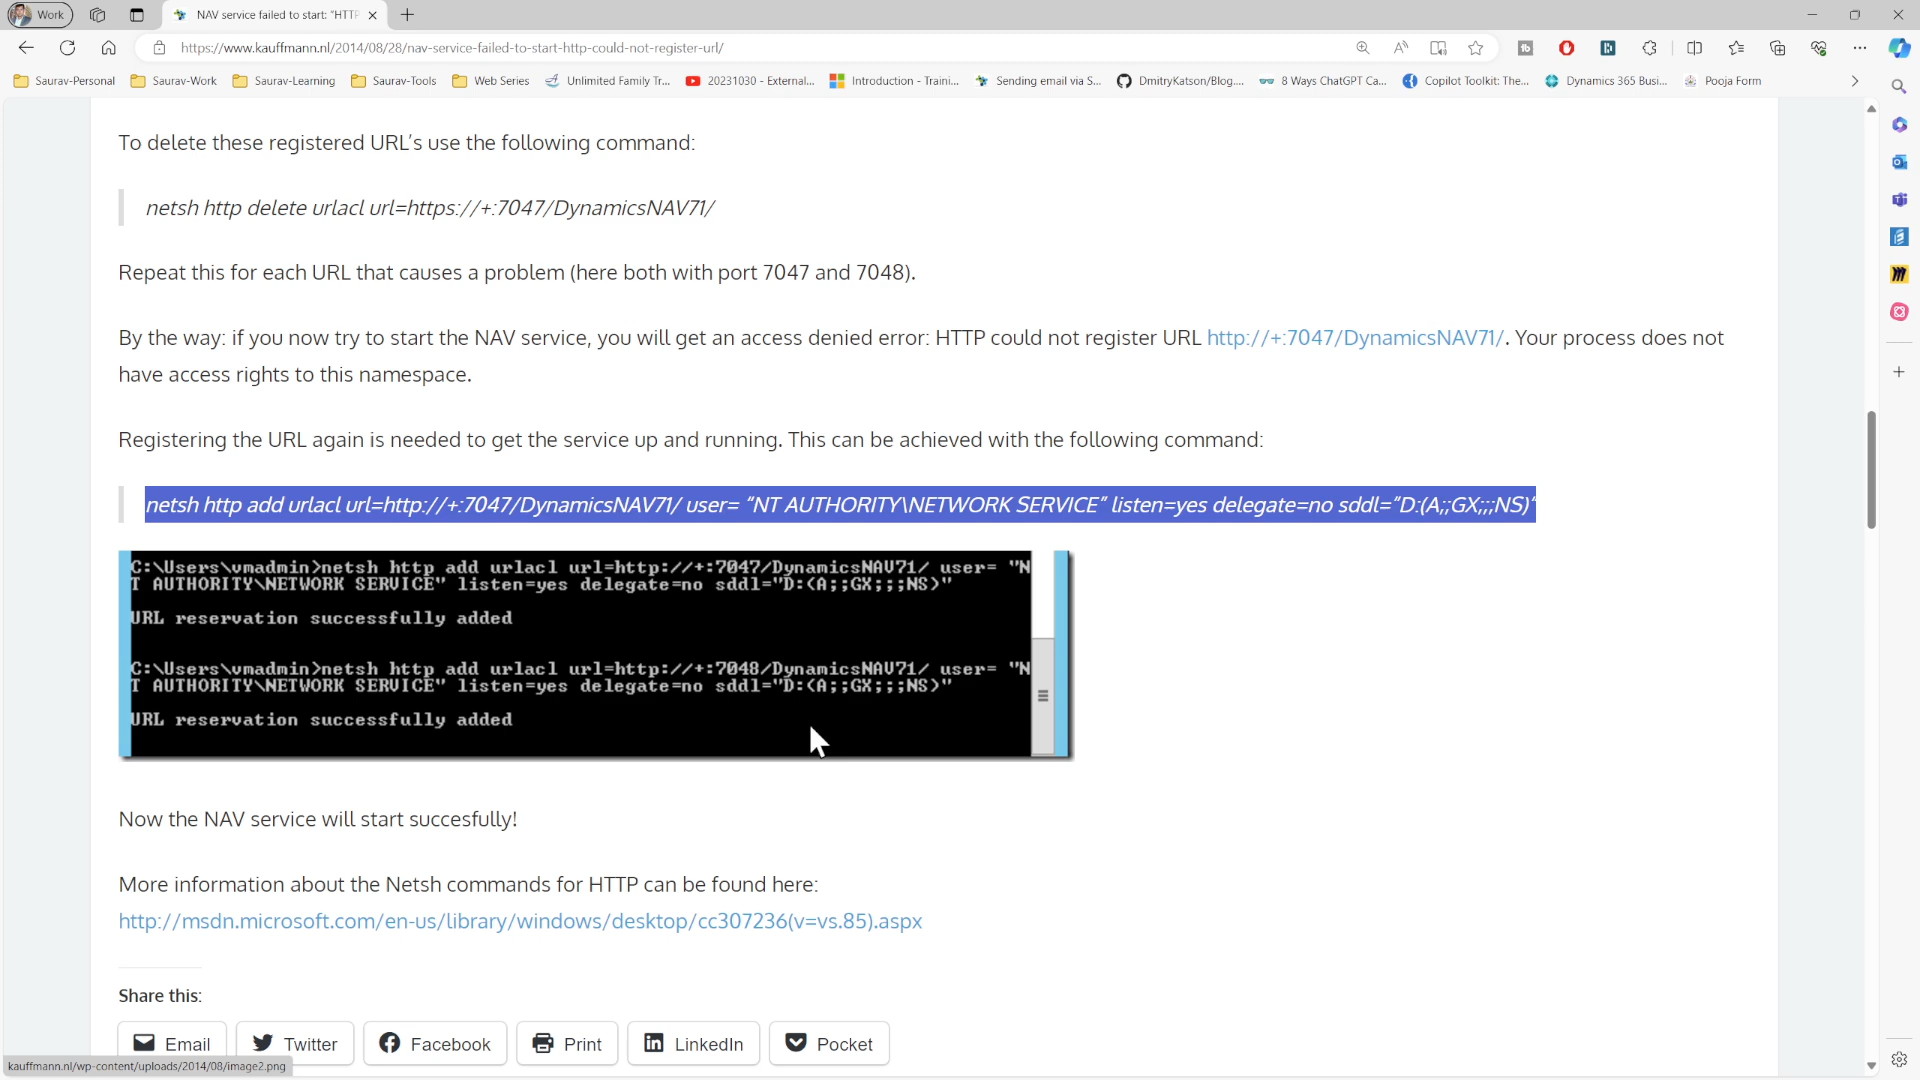 Work
NAV service failed to start: "HTTP
https://www.kauffmann.nl/2014/08/28/nav-service-failed-to-start-http-could-not-register-url/
Saurav-Personal
Saurav-Work
Saurav-Learning
Saurav-Tools
Web Series
Unlimited Family Tr...
20231030 - External...
Introduction - Traini...
Sending email via S...
DmitryKatson/Blog....
8 Ways ChatGPT Ca...
Copilot Toolkit: The...
Dynamics 365 Busi...
Pooja Form
To delete these registered URL’s use the following command:
netsh http delete urlacl url=https://+:7047/DynamicsNAV71/
Repeat this for each URL that causes a problem (here both with port 7047 and 7048).
By the way: if you now try to start the NAV service, you will get an access denied error: HTTP could not register URL http://+:7047/DynamicsNAV71/. Your process does not
have access rights to this namespace.
Registering the URL again is needed to get the service up and running. This can be achieved with the following command:
netsh http add urlacl url=http://+:7047/DynamicsNAV71/ user= “NT AUTHORITY\NETWORK SERVICE” listen=yes delegate=no sddl=”D:(A;;GX;;;NS)”
C:\Users\vmadmin>netsh http add urlacl url=http://+:7047/DynamicsNAV71/ user= "N
T AUTHORITY\NETWORK SERVICE" listen=yes delegate=no sddl="D:(A;;GX;;;NS)"
URL reservation successfully added
C:\Users\vmadmin>netsh http add urlacl url=http://+:7048/DynamicsNAV71/ user= "N
T AUTHORITY\NETWORK SERVICE" listen=yes delegate=no sddl="D:(A;;GX;;;NS)"
URL reservation successfully added
Now the NAV service will start succesfully!
More information about the Netsh commands for HTTP can be found here:
http://msdn.microsoft.com/en-us/library/windows/desktop/cc307236(v=vs.85).aspx
Share this:
Email
Twitter
Facebook
Print
LinkedIn
Pocket
kauffmann.nl/wp-content/uploads/2014/08/image2.png